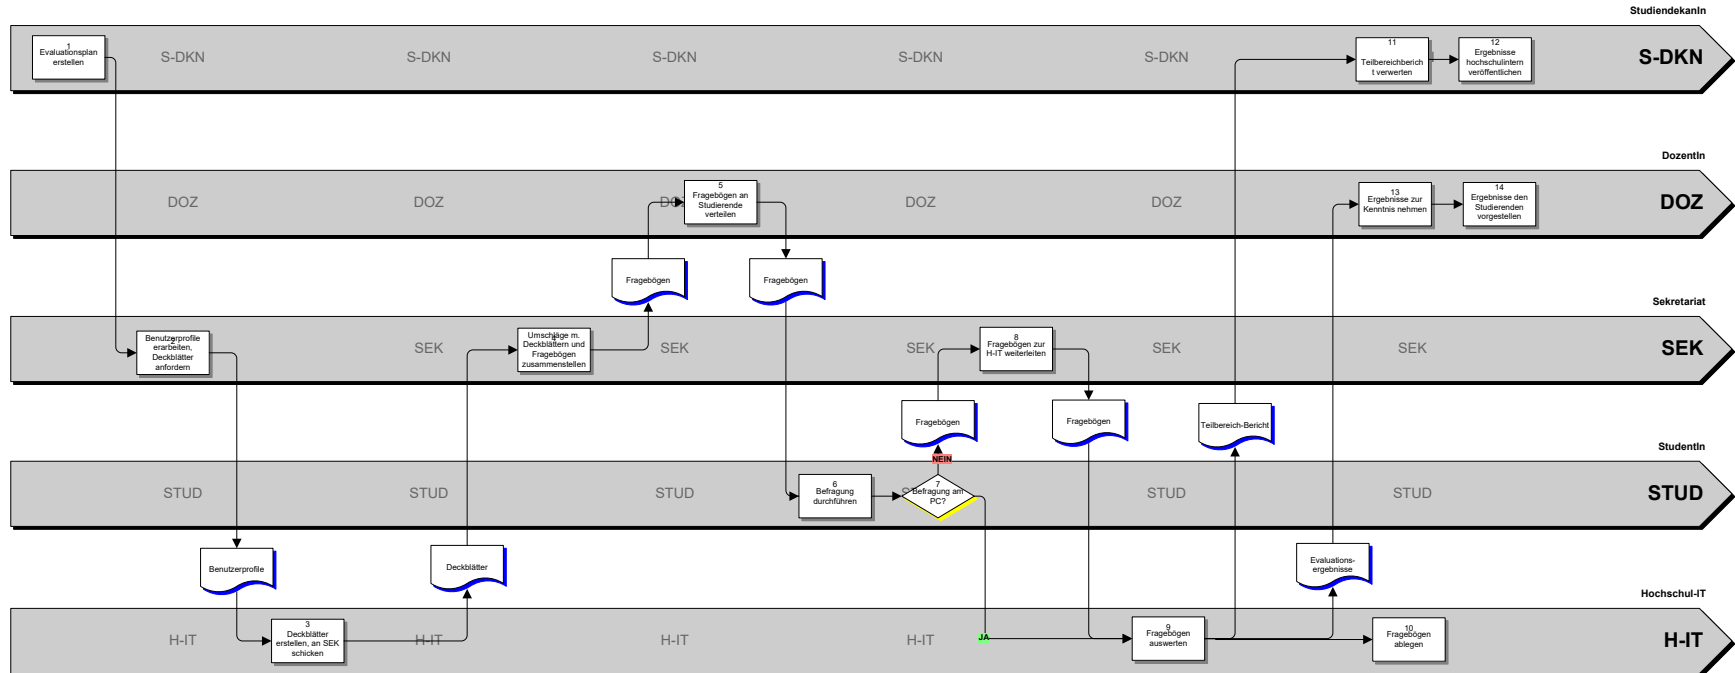 StudiendekanIn
1
Evaluationsplan
erstellen
S-DKN
S-DKN
S-DKN
S-DKN
S-DKN
11
Teilbereichberich
t verwerten
12
Ergebnisse
hochschulintern
veröffentlichen
S-DKN
DozentIn
DOZ
DOZ
DOZ
5
Fragebögen an
Studierende
verteilen
DOZ
DOZ
13
Ergebnisse zur
Kenntnis nehmen
14
Ergebnisse den
Studierenden
vorgestellen
DOZ
Fragebögen
Fragebögen
Sekretariat
2
Benutzerprofile
erarbeiten,
Deckblätter
anfordern
SEK
4
Umschläge m.
Deckblättern und
Fragebögen
zusammenstellen
SEK
SEK
8
Fragebögen zur
H-IT weiterleiten
SEK
SEK
SEK
Fragebögen
Fragebögen
Teilbereich-Bericht
NEIN
StudentIn
STUD
STUD
STUD
6
Befragung
durchführen
7
Befragung am
PC?
STUD
STUD
STUD
Benutzerprofile
Deckblätter
Evaluations-
ergebnisse
Hochschul-IT
H-IT
3
Deckblätter
erstellen, an SEK
schicken
H-IT
H-IT
H-IT
JA
9
Fragebögen
auswerten
10
Fragebögen
ablegen
H-IT